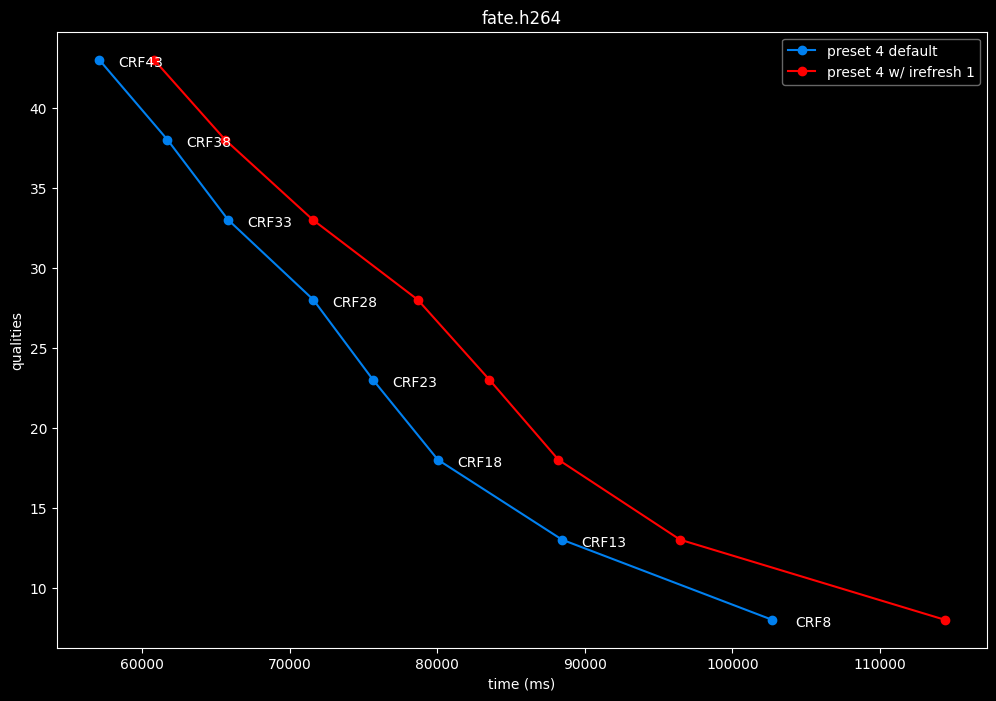 fate.h264
preset 4 default
preset 4 w/ irefresh 1
CRF43
CRF38
CRF33
CRF28
CRF23
CRF18
CRF13
CRF8
40
35
30
25
20
15
10
qualities
60000
70000
80000
90000
100000
110000
time (ms)